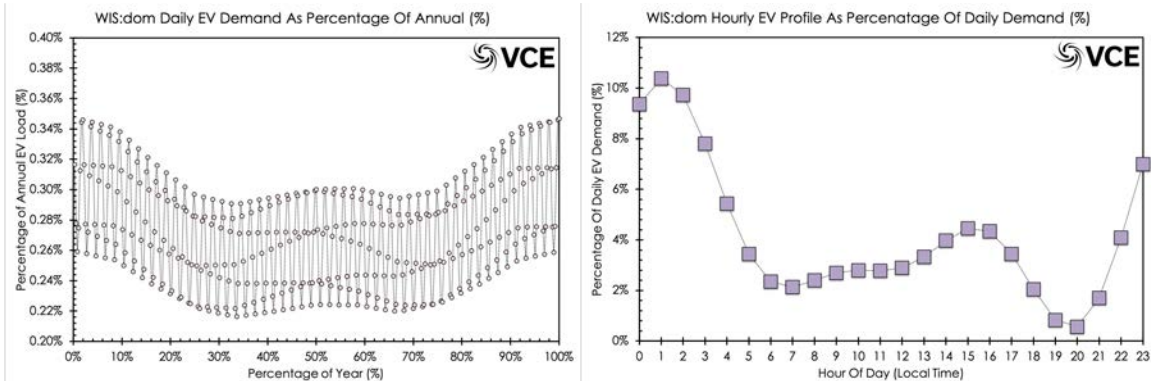 WIS:dom Daily EV Demand As Percentage Of Annual (%)
0.40%
0.38%
0.36%
0.34%
0.32%
0.30%
0.28%
0.26%
0.24%
0.22%
0.20%
Percentage of Annual EV Load (%)
VCE
0% 10% 20% 30% 40% 50% 60% 70% 80% 90% 100%
Percentage of Year (%)
WIS:dom Hourly EV Profile As Percenatage Of Daily Demand (%)
12%
10%
8%
6%
4%
2%
0%
Percentage Of Daily EV Demand (%)
VCE
0 1 2 3 4 5 6 7 8 9 10 11 12 13 14 15 16 17 18 19 20 21 22 23
Hour Of Day (Local Time)